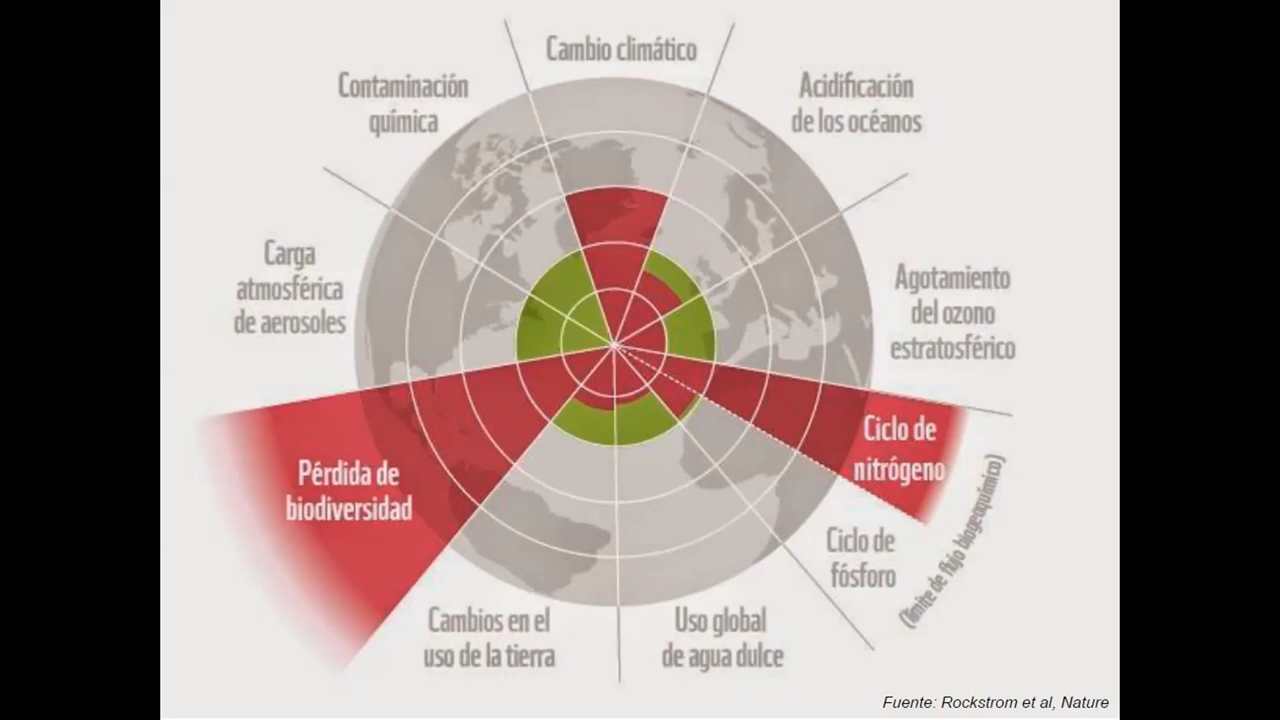 Cambio climático
Contaminación
química
Acidificación
de los océanos
Carga
atmosférica
de aerosoles
Agotamiento
del ozono
estratosférico
Ciclo de
nitrógeno
Pérdida de
biodiversidad
Ciclo de
fósforo
(límite de flujo biogeoquímico)
Cambios en el
uso de la tierra
Uso global
de agua dulce
Fuente: Rockstrom et al, Nature